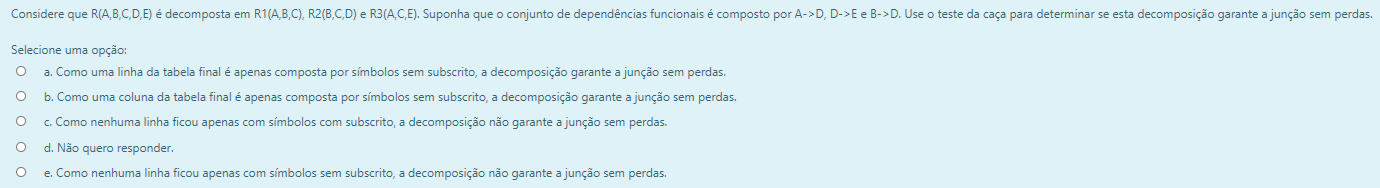 Considere que R(A,B,C,D,E) é decomposta em R1(A,B,C), R2(B,C,D) e R3(A,C,E). Suponha que o conjunto de dependências funcionais é composto por A->D, D->E e B->D. Use o teste da caça para determinar se esta decomposição garante a junção sem perdas.
Selecione uma opção:
a. Como uma linha da tabela final é apenas composta por símbolos sem subscrito, a decomposição garante a junção sem perdas.
b. Como uma coluna da tabela final é apenas composta por símbolos sem subscrito, a decomposição garante a junção sem perdas.
c. Como nenhuma linha ficou apenas com símbolos com subscrito, a decomposição não garante a junção sem perdas.
d. Não quero responder.
e. Como nenhuma linha ficou apenas com símbolos sem subscrito, a decomposição não garante a junção sem perdas.